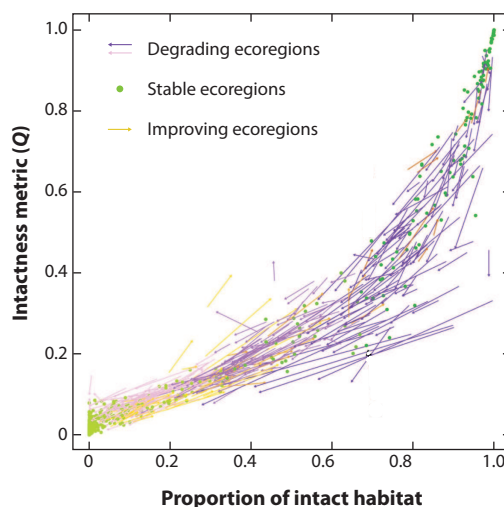 1.0
Degrading ecoregions
0.8
Stable ecoregions
Improving ecoregions
0.6
Intactness metric (Q)
0.4
0.2
0
0 0.2 0.4 0.6 0.8 1.0
Proportion of intact habitat